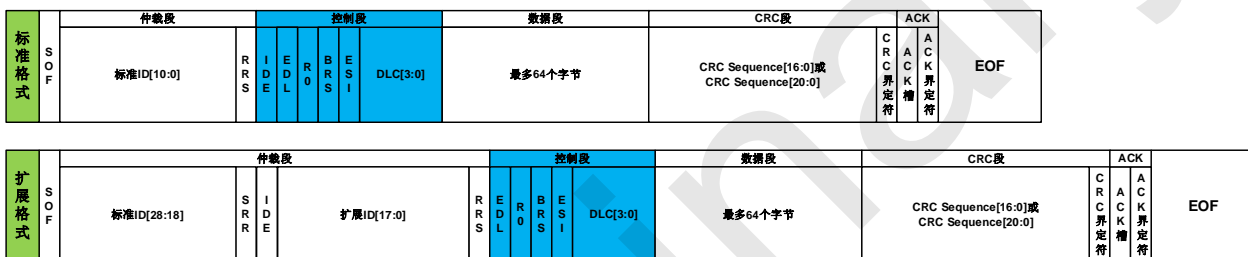 标准格式
仲裁段 控制段 数据段 CRC段 ACK
SOF 标准ID[10:0] RRS IDE EDL R0 BRS ESI DLC[3:0] 最多64个字节 CRC Sequence[16:0]或 CRC界定符 ACK槽 ACK界定符 EOF
CRC Sequence[20:0]
扩展格式
仲裁段 控制段 数据段 CRC段 ACK
SOF 标准ID[28:18] SRR IDE 扩展ID[17:0] RRS EDL R0 BRS ESI DLC[3:0] 最多64个字节 CRC Sequence[16:0]或 CRC界定符 ACK槽 ACK界定符 EOF
CRC Sequence[20:0]